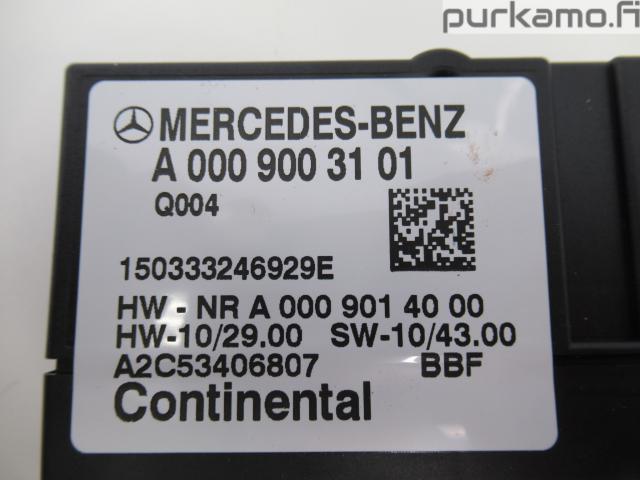 purkamo.fi
MERCEDES-BENZ
A 000 900 31 01
Q004
150333246929E
HW - NR A 000 901 40 00
HW-10/29.00 SW-10/43.00
A2C53406807 BBF
Continental